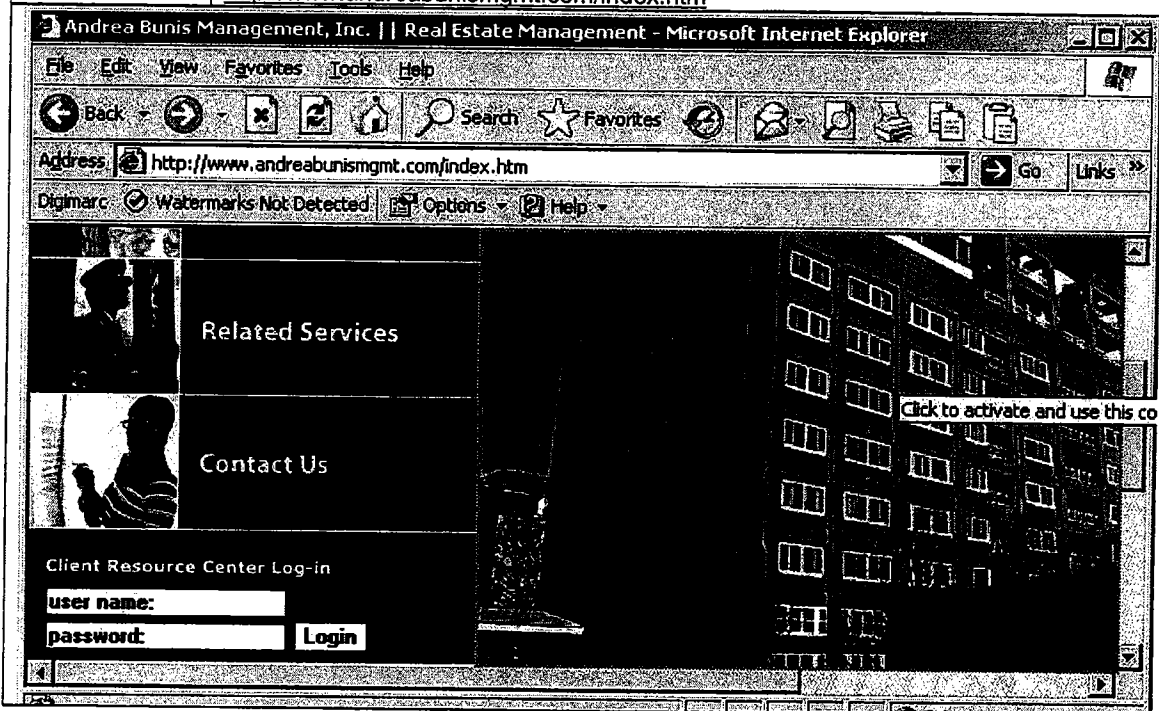 Andrea Bunis Management, Inc. || Real Estate Management - Microsoft Internet Explorer
File Edit View Favorites Tools Help
Back Search Favorites
Address http://www.andreabunismgmt.com/index.htm Go Links »
Digimarc Watermarks Not Detected Options Help
Related Services
Click to activate and use this co
Contact Us
Client Resource Center Log-in
user name:
password: Login